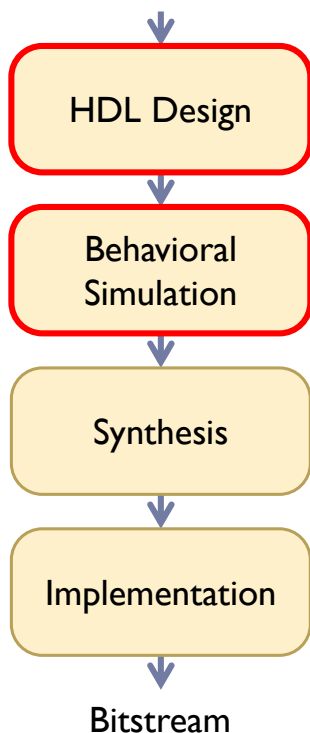 HDL Design
Behavioral
Simulation
Synthesis
Implementation
Bitstream